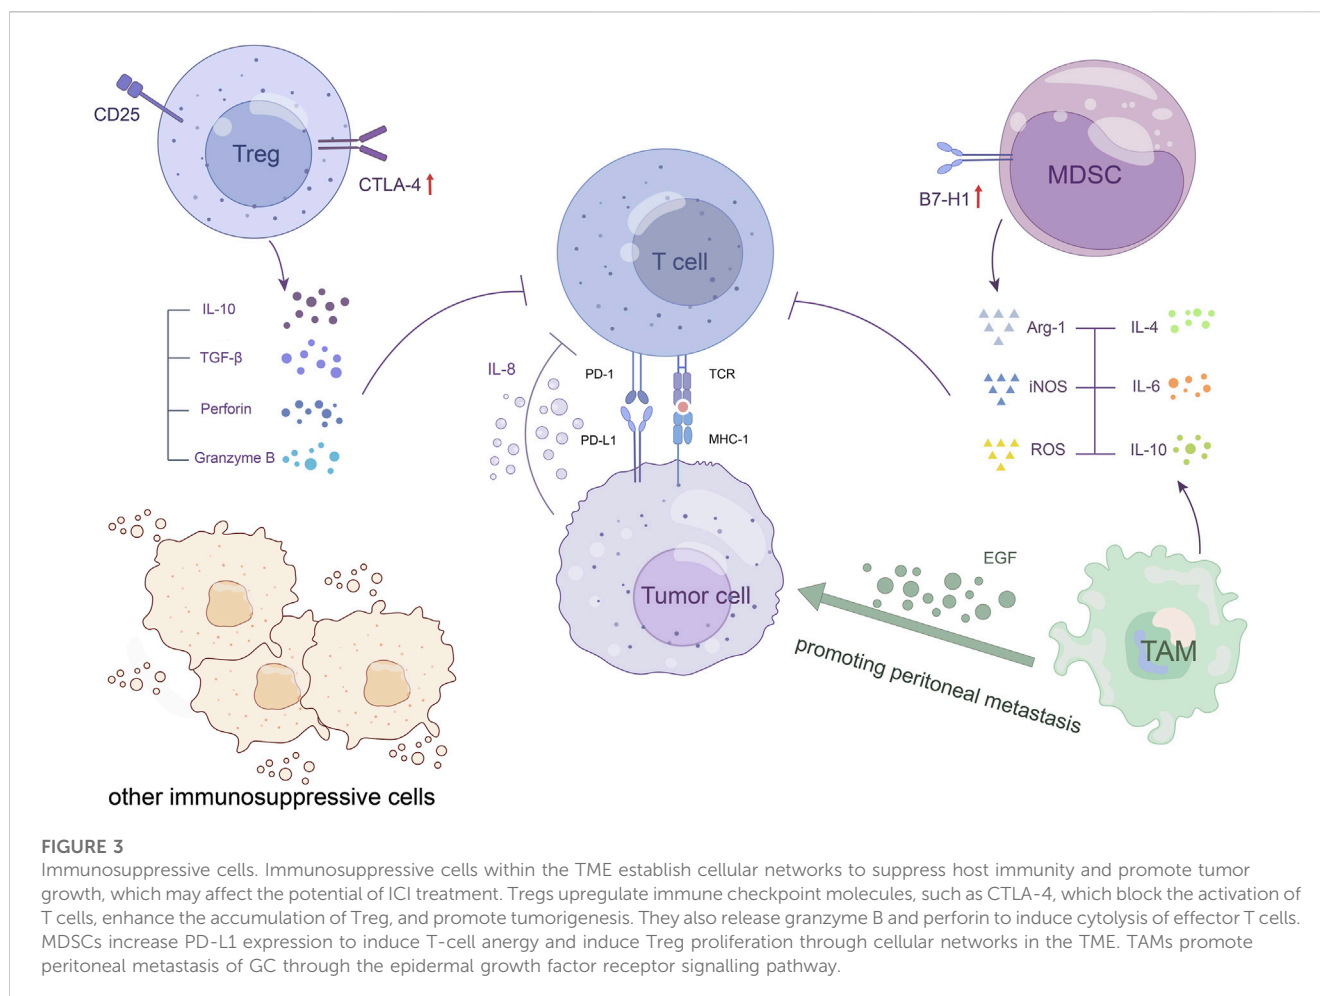 CD25
Treg
CTLA-4
IL-10
TGF-β
Perforin
Granzyme B
T cell
IL-8
PD-1
TCR
PD-L1
MHC-1
Tumor cell
MDSC
B7-H1
Arg-1
IL-4
iNOS
IL-6
ROS
IL-10
EGF
TAM
promoting peritoneal metastasis
other immunosuppressive cells
FIGURE 3
Immunosuppressive cells. Immunosuppressive cells within the TME establish cellular networks to suppress host immunity and promote tumor
growth, which may affect the potential of ICI treatment. Tregs upregulate immune checkpoint molecules, such as CTLA-4, which block the activation of
T cells, enhance the accumulation of Treg, and promote tumorigenesis. They also release granzyme B and perforin to induce cytolysis of effector T cells.
MDSCs increase PD-L1 expression to induce T-cell anergy and induce Treg proliferation through cellular networks in the TME. TAMs promote
peritoneal metastasis of GC through the epidermal growth factor receptor signalling pathway.